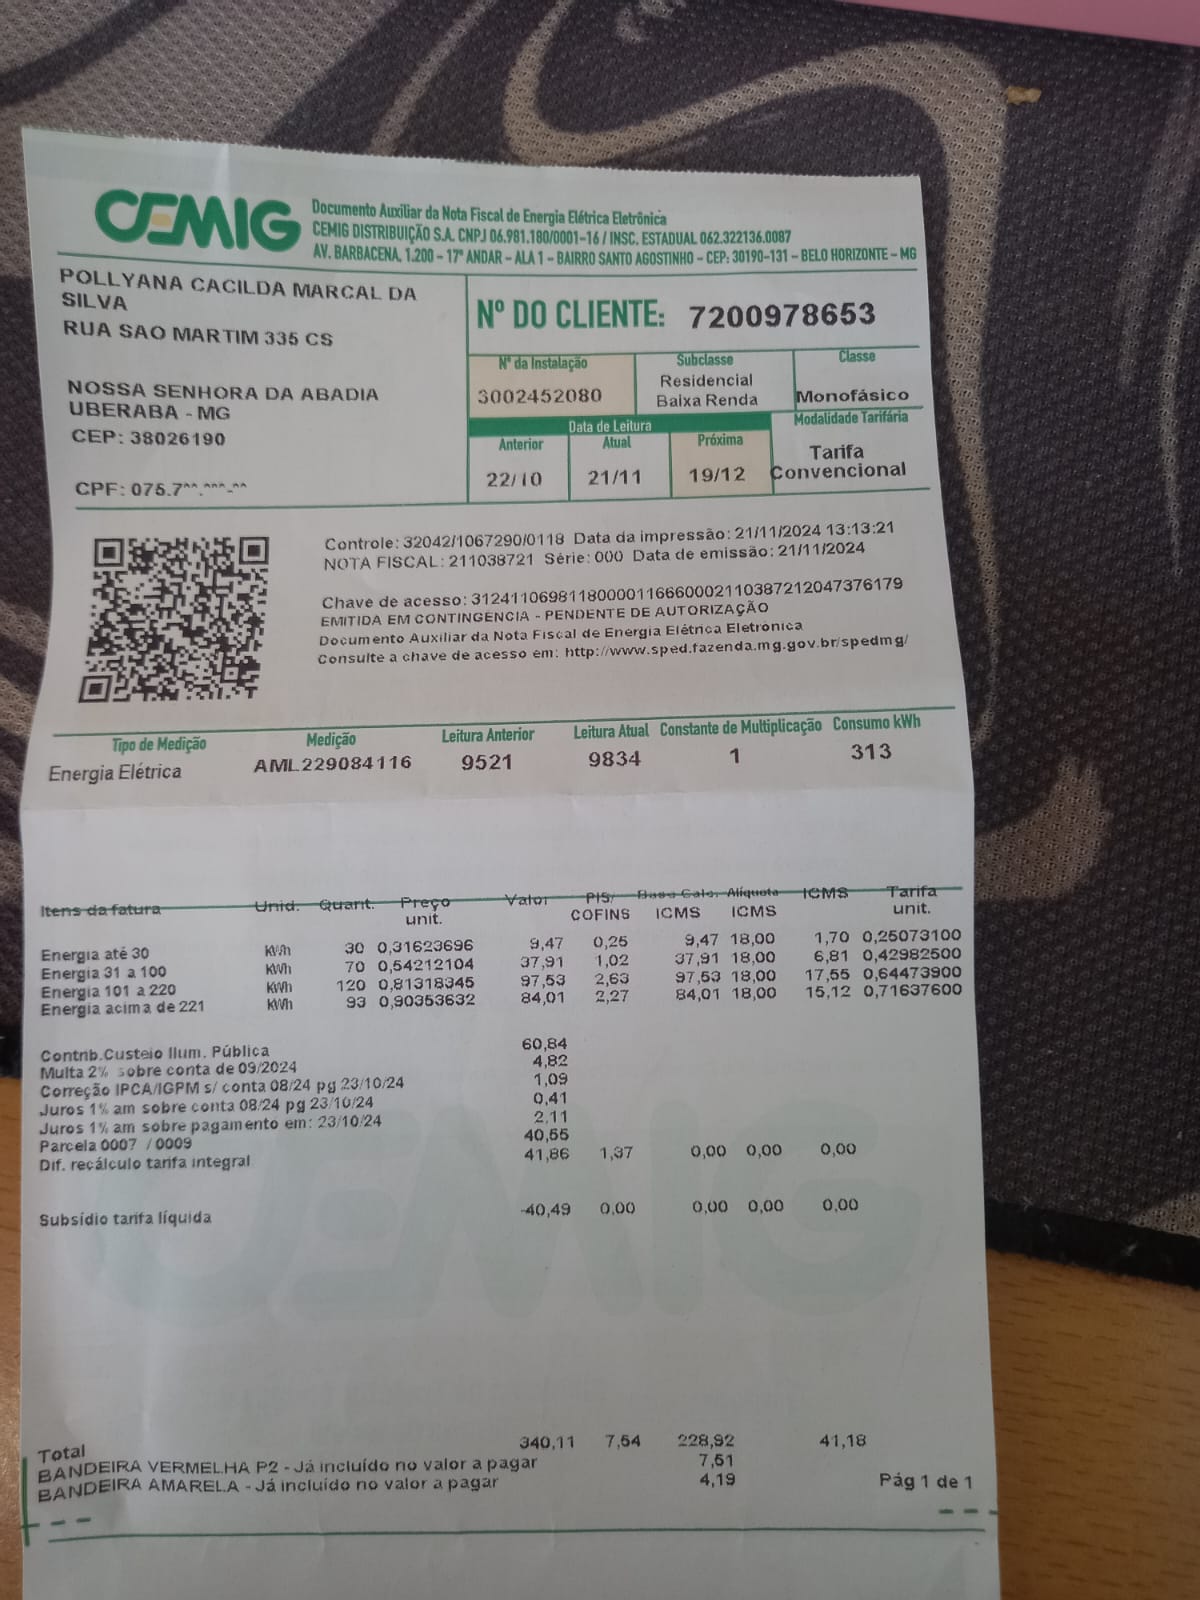 CEMIG
Documento Auxiliar da Nota Fiscal de Energia Elétrica Eletrônica
CEMIG DISTRIBUIÇÃO S.A. CNPJ 06.981.180/0001-16 / INSC. ESTADUAL 062.322136.0087
AV. BARBACENA, 1.200 - 17º ANDAR - ALA 1 - BAIRRO SANTO AGOSTINHO - CEP: 30190-131 - BELO HORIZONTE - MG
POLLYANA CACILDA MARCAL DA
SILVA
RUA SAO MARTIM 335 CS
NOSSA SENHORA DA ABADIA
UBERABA - MG
CEP: 38026190
CPF: 075.7**.***-**
Nº DO CLIENTE: 7200978653
Nº da Instalação Subclasse Classe
3002452080 Residencial Baixa Renda Monofásico
Data de Leitura Modalidade Tarifária
Anterior Atual Próxima Tarifa
22/10 21/11 19/12 Convencional
Controle: 32042/1067290/0118 Data da impressão: 21/11/2024 13:13:21
NOTA FISCAL: 211038721 Série: 000 Data de emissão: 21/11/2024
Chave de acesso: 31241106981180000116660002110387212047376179
EMITIDA EM CONTINGENCIA - PENDENTE DE AUTORIZAÇÃO
Documento Auxiliar da Nota Fiscal de Energia Elétrica Eletrônica
Consulte a chave de acesso em: http://www.sped.fazenda.mg.gov.br/spedmg/
Tipo de Medição Medição Leitura Anterior Leitura Atual Constante de Multiplicação Consumo kWh
Energia Elétrica AML229084116 9521 9834 1 313
Itens da fatura Unid. Quant. Preço unit. Valor PIS/ COFINS Base Calc. ICMS Alíquota ICMS ICMS Tarifa unit.
Energia até 30 kWh 30 0,31623696 9,47 0,25 9,47 18,00 1,70 0,25073100
Energia 31 a 100 kWh 70 0,54212104 37,91 1,02 37,91 18,00 6,81 0,42982500
Energia 101 a 220 kWh 120 0,81318345 97,53 2,63 97,53 18,00 17,55 0,64473900
Energia acima de 221 kWh 93 0,90353632 84,01 2,27 84,01 18,00 15,12 0,71637600
Contrib.Custeio Ilum. Pública 60,84
Multa 2% sobre conta de 09/2024 4,82
Correção IPCA/IGPM s/ conta 08/24 pg 23/10/24 1,09
Juros 1% am sobre conta 08/24 pg 23/10/24 0,41
Juros 1% am sobre pagamento em: 23/10/24 2,11
Parcela 0007 / 0009 40,55
Dif. recálculo tarifa integral 41,86 1,37 0,00 0,00 0,00
Subsídio tarifa líquida -40,49 0,00 0,00 0,00 0,00
Total 340,11 7,54 228,92 41,18
BANDEIRA VERMELHA P2 - Já incluído no valor a pagar 7,51
BANDEIRA AMARELA - Já incluído no valor a pagar 4,19
Pág 1 de 1
CEMIG